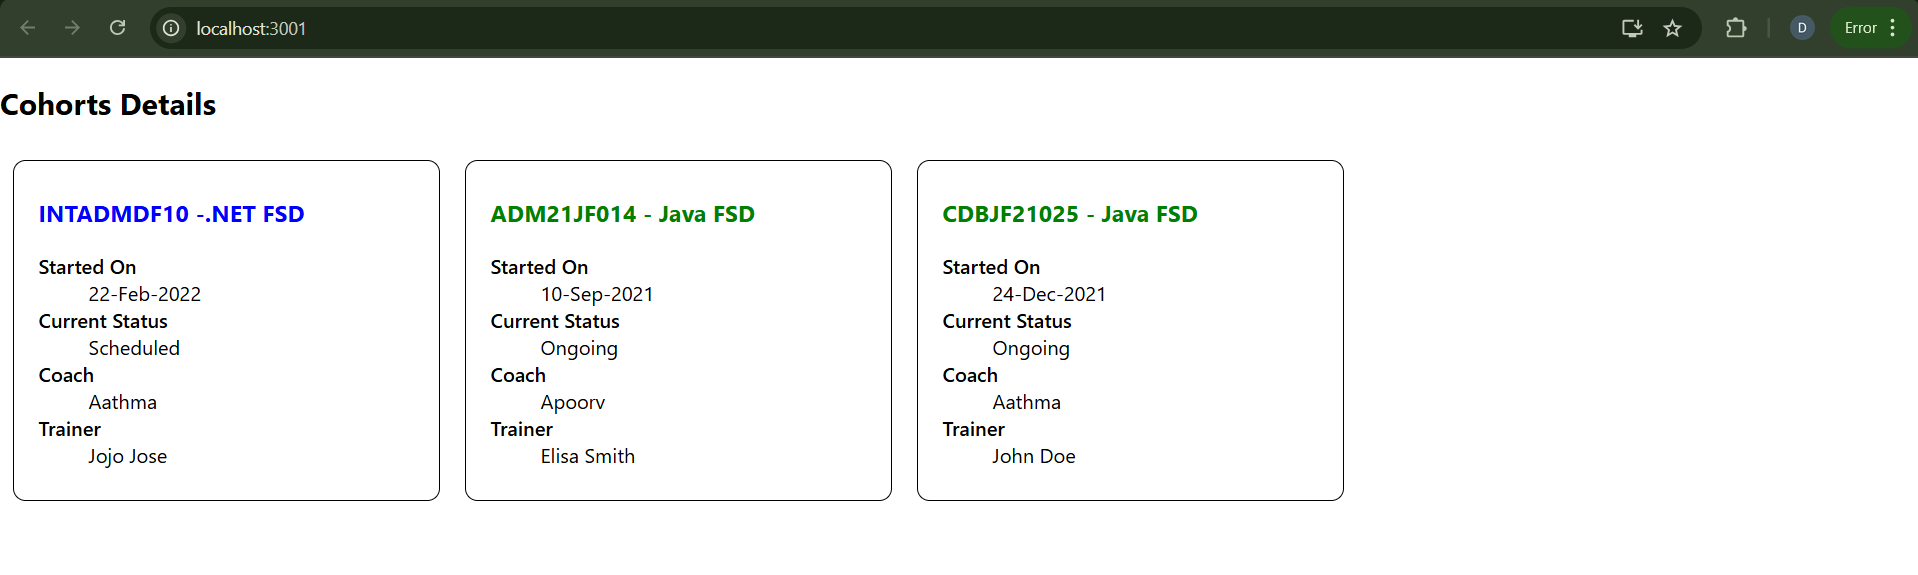 localhost:3001
D
Error
Cohorts Details
INTADMDF10 -.NET FSD
Started On
22-Feb-2022
Current Status
Scheduled
Coach
Aathma
Trainer
Jojo Jose
ADM21JF014 - Java FSD
Started On
10-Sep-2021
Current Status
Ongoing
Coach
Apoorv
Trainer
Elisa Smith
CDBJF21025 - Java FSD
Started On
24-Dec-2021
Current Status
Ongoing
Coach
Aathma
Trainer
John Doe